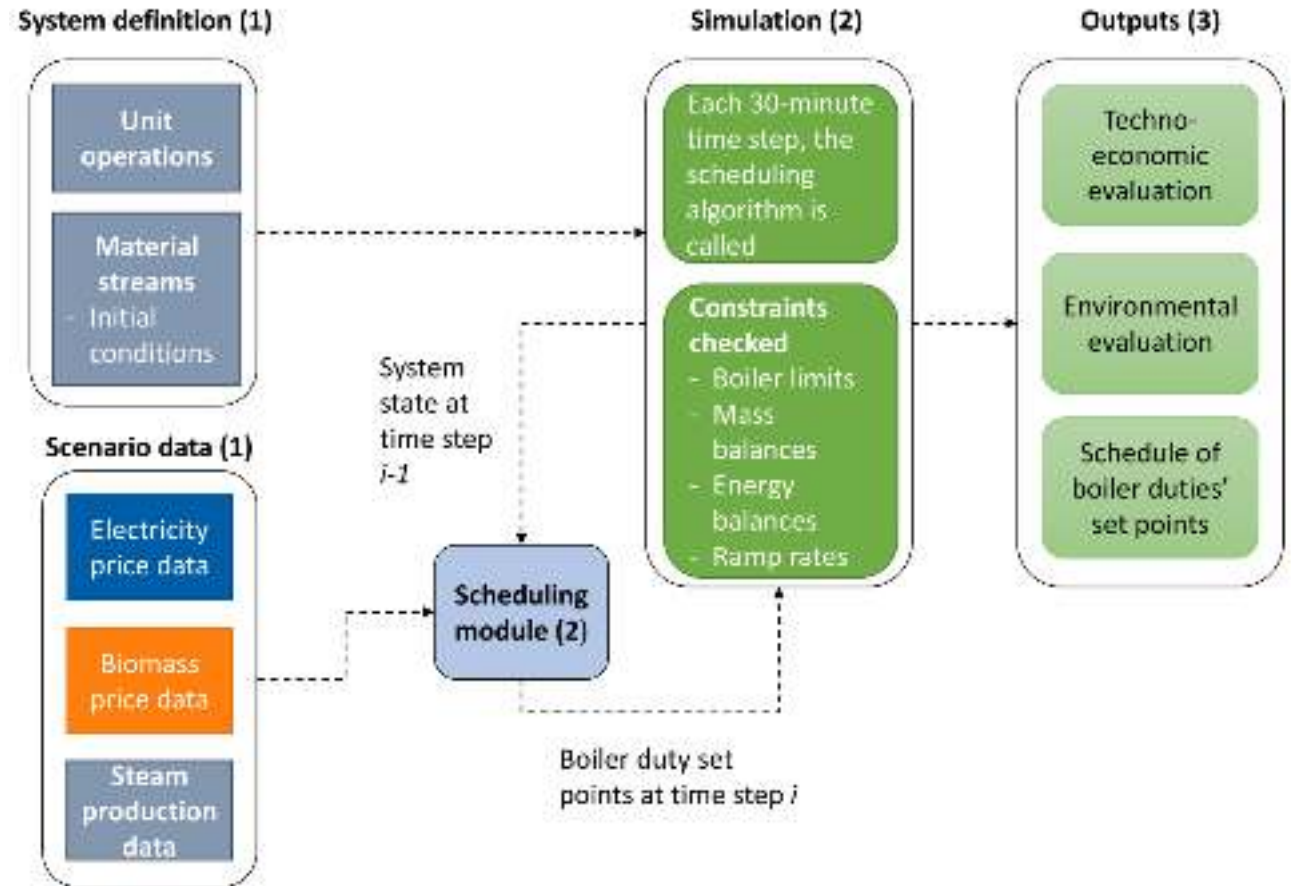 System definition (1)
Unit
operations
Material
streams
- Initial
conditions
Scenario data (1)
Electricity
price data
Biomass
price data
Steam
production
data
System
state at
time step
i-1
Scheduling
module (2)
Boiler duty set
points at time step i
Simulation (2)
Each 30-minute
time step, the
scheduling
algorithm is
called
Constraints
checked
- Boiler limits
- Mass
balances
- Energy
balances
- Ramp rates
Outputs (3)
Techno-
economic
evaluation
Environmental
evaluation
Schedule of
boiler duties'
set points